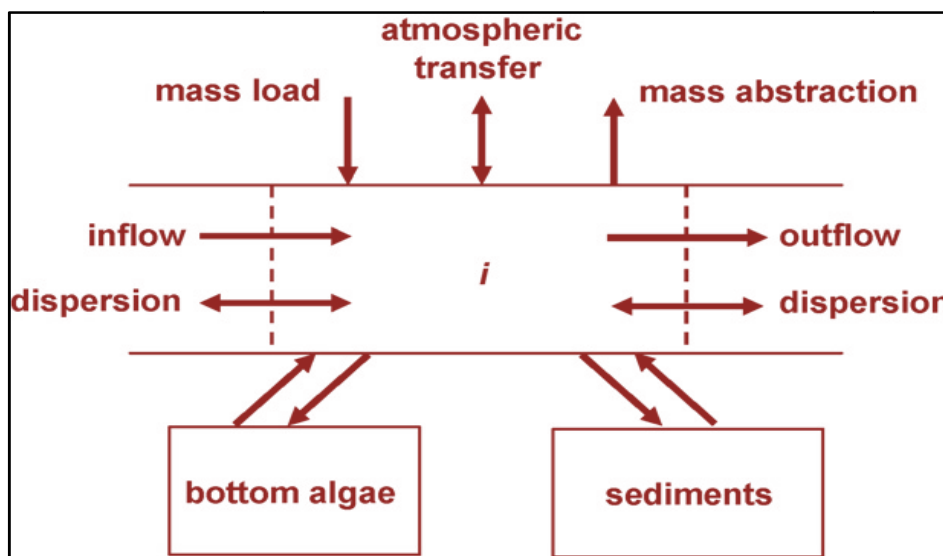 atmospheric
transfer
mass load
mass abstraction
inflow
outflow
i
dispersion
dispersion
bottom algae
sediments